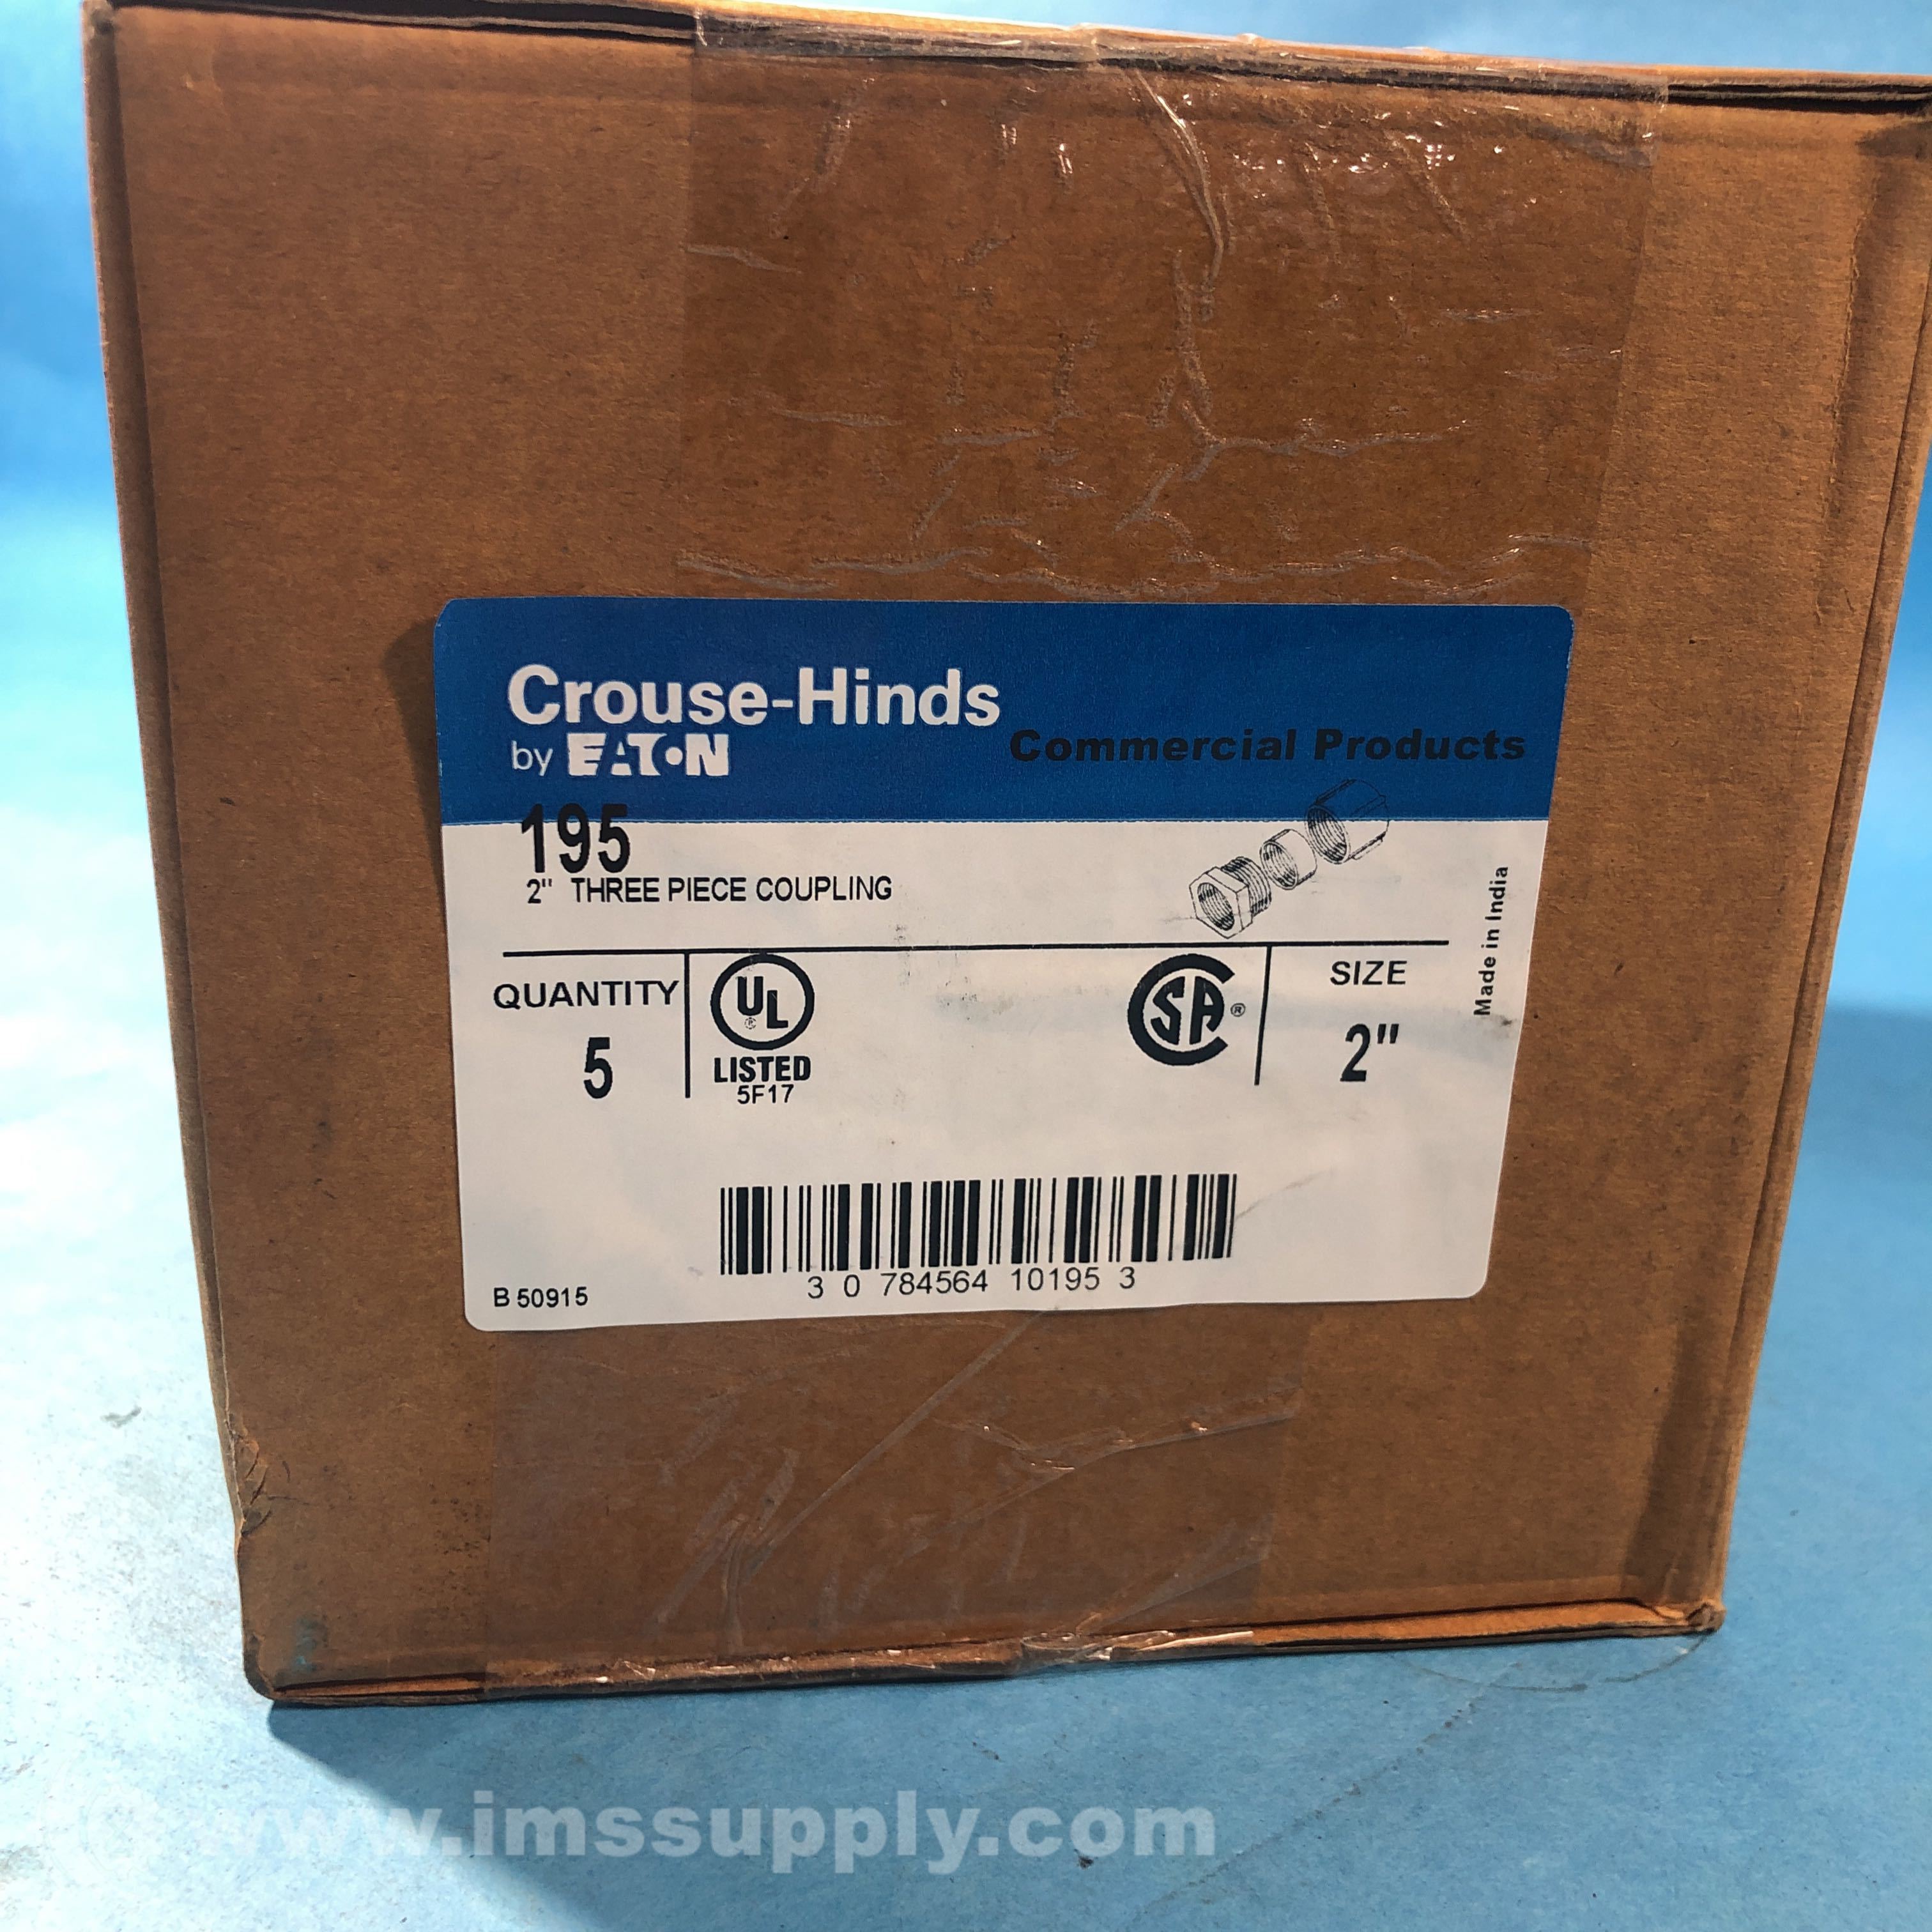 Crouse-Hinds
by EATON
Commercial Products
195
2" THREE PIECE COUPLING
Made in India
QUANTITY
5
UL
®
LISTED
5F17
SA ®
SIZE
2"
3 0 784564 10195 3
B 50915
www.imssupply.com